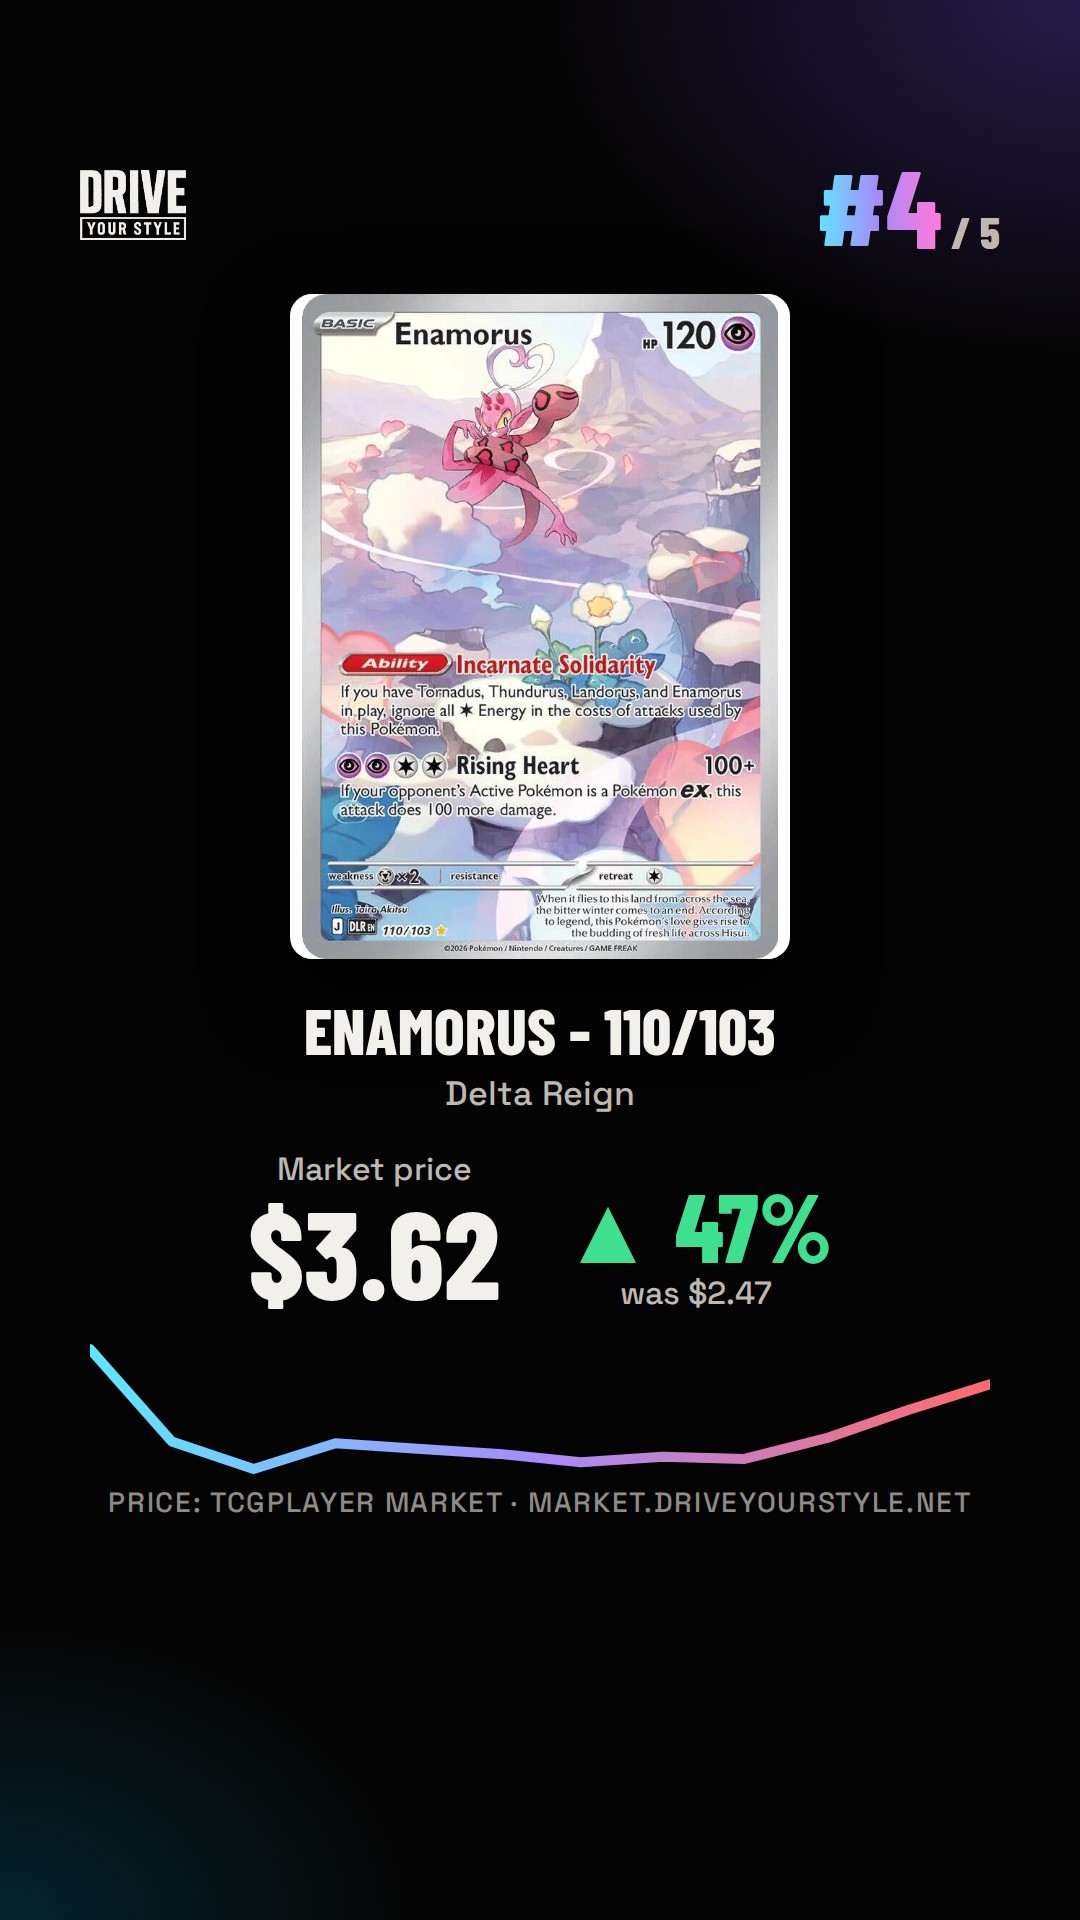 DRIVE
YOUR STYLE
#4 / 5
BASIC
Enamorus
HP 120
Ability Incarnate Solidarity
If you have Tornadus, Thundurus, Landorus, and Enamorus
in play, ignore all Energy in the costs of attacks used by
this Pokémon.
Rising Heart 100+
If your opponent's Active Pokémon is a Pokémon ex, this
attack does 100 more damage.
weakness ×2 resistance retreat
When it flies to this land from across the sea,
the bitter winter comes to an end. According
to legend, this Pokémon's love gives rise to
the budding of fresh life across Hisui.
Illus. Taira Akitsu
J DLR EN 110/103
©2026 Pokémon / Nintendo / Creatures / GAME FREAK
ENAMORUS - 110/103
Delta Reign
Market price
$3.62
▲ 47%
was $2.47
PRICE: TCGPLAYER MARKET · MARKET.DRIVEYOURSTYLE.NET